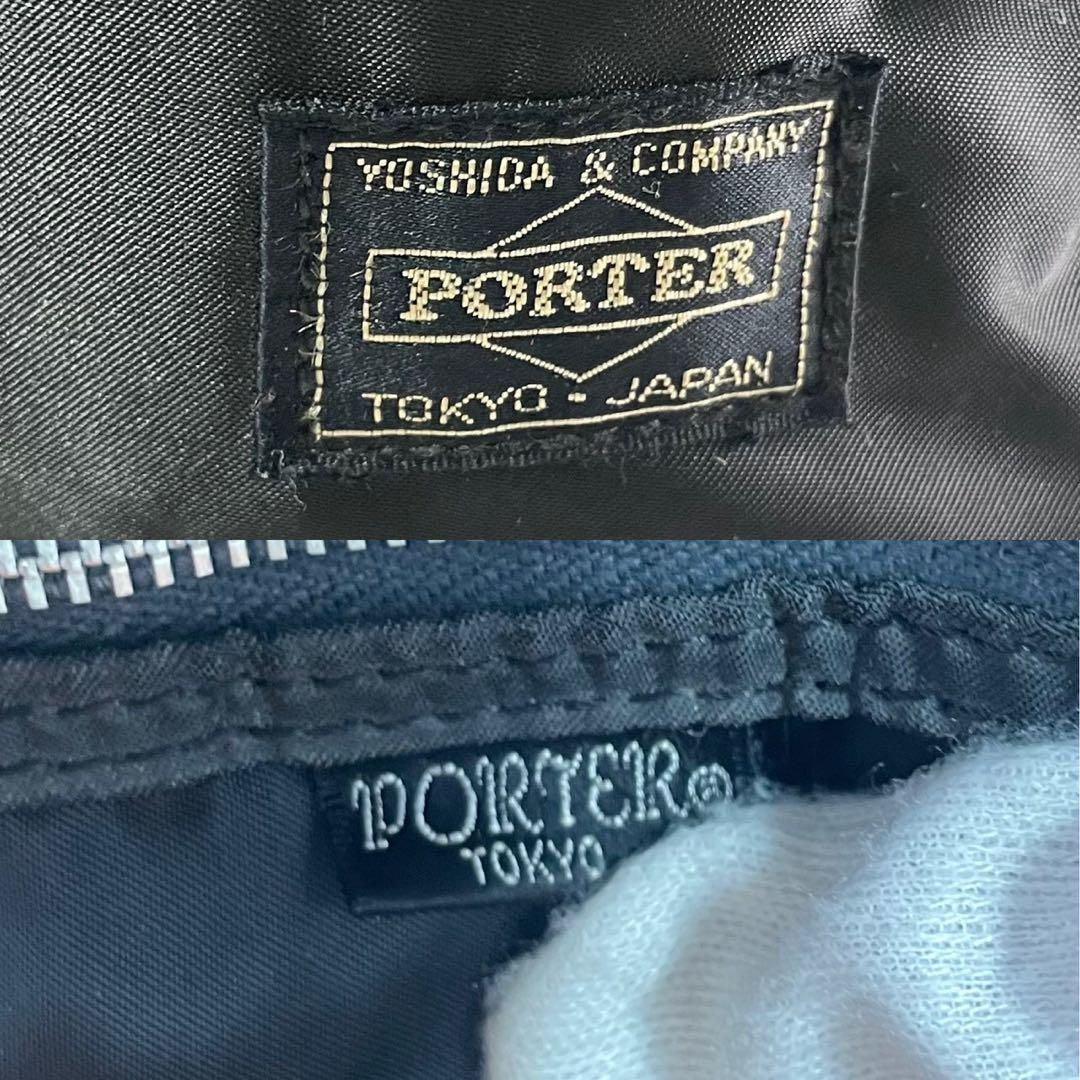 YOSHIDA & COMPANY
PORTER
TOKYO - JAPAN
PORTER®
TOKYO